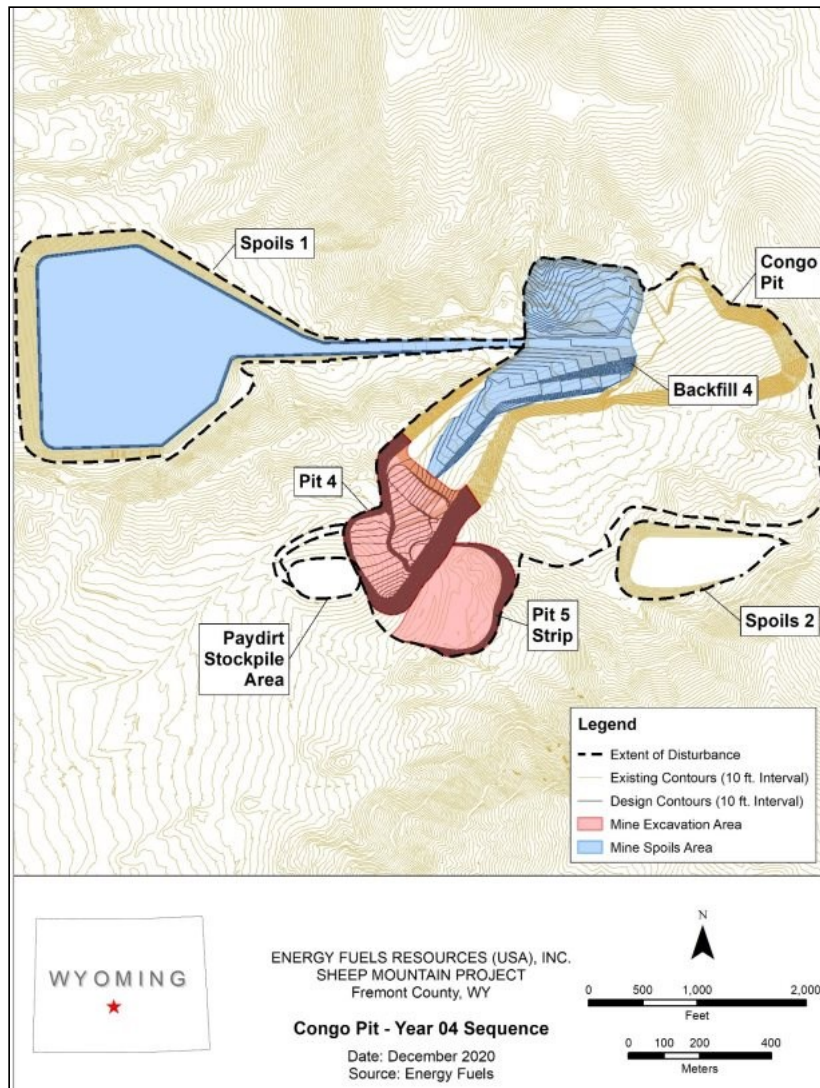 Spoils 1
Congo
Pit
Backfill 4
Pit 4
Paydirt
Stockpile
Area
Pit 5
Strip
Spoils 2
Legend
Extent of Disturbance
Existing Contours (10 ft. Interval)
Design Contours (10 ft. Interval)
Mine Excavation Area
Mine Spoils Area
WYOMING
ENERGY FUELS RESOURCES (USA), INC.
SHEEP MOUNTAIN PROJECT
Fremont County, WY
Congo Pit - Year 04 Sequence
Date: December 2020
Source: Energy Fuels
N
0 500 1,000 2,000
Feet
0 100 200 400
Meters